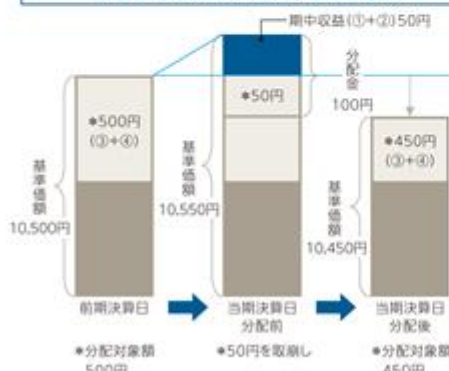 期中収益(①+②)50円
分配金
100円
*500円
(③+④)
*50円
*450円
(③+④)
基準価額
10,500円
基準価額
10,550円
基準価額
10,450円
前期決算日
当期決算日
分配前
当期決算日
分配後
*分配対象額
500円
*50円を取崩し
*分配対象額
450円